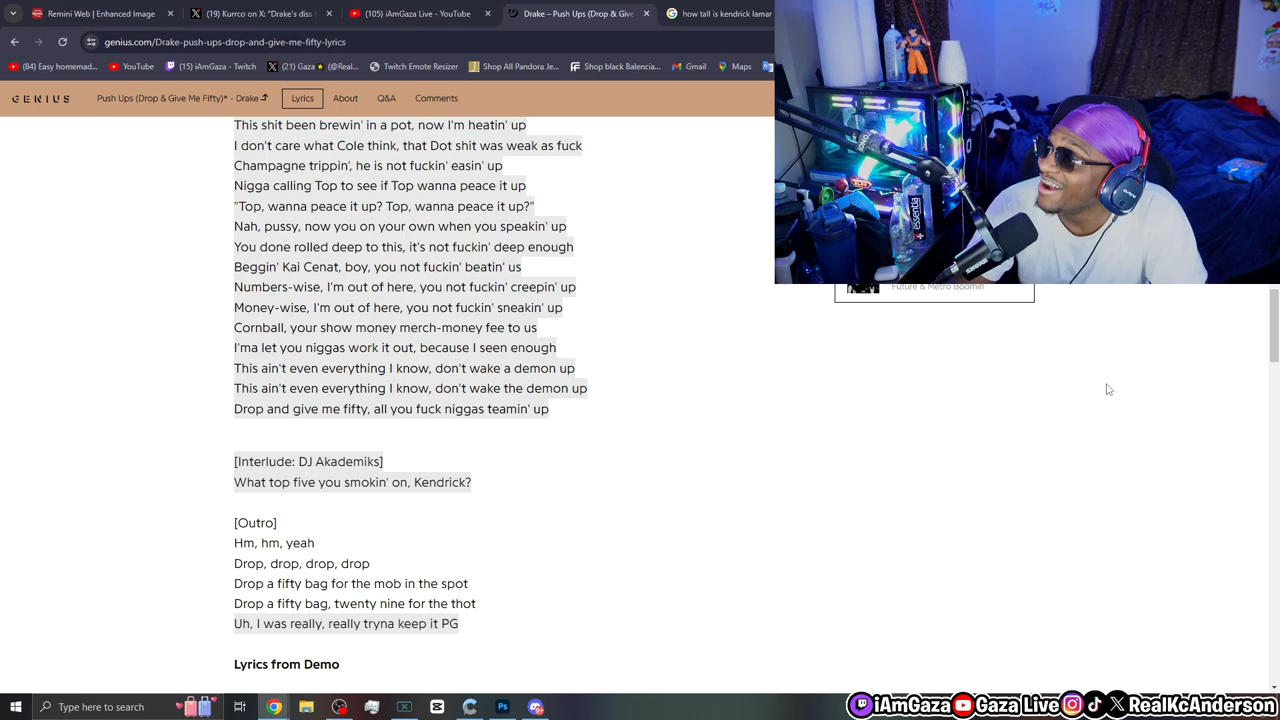 Remini Web | Enhanced Image
(19) Kurrco on X: "Drake's diss t
(105) iAmGaza Live - YouTube
Drake – Push Ups (Drop & Give
how tall is kendrick lamar
genius.com/Drake-push-ups-drop-and-give-me-fifty-lyrics
(84) Easy homemad...
YouTube
(15) iAmGaza - Twitch
(21) Gaza ★ (@Real...
Twitch Emote Resizer
Shop All Pandora Je...
Shop black Balencia...
Gmail
Maps
GENIUS
Push Ups (Drop & Give Me Fifty)* - Drake
Lyrics
About
Q&A
Comments
This shit been brewin' in a pot, now I'm heatin' up
I don't care what Cole think, that Dot shit was weak as fuck
Champagne trippin', he is not fuckin' easin' up
Nigga calling Top to see if Top wanna peace it up
"Top, wanna peace it up? Top, wanna peace it up?"
Nah, pussy, now you on your own when you speakin' up
You done rolled deep to this, it's not fuckin' deep enough
Beggin' Kai Cenat, boy, you not fuckin' beatin' us
Numbers-wise, I'm out of here, you not fuckin' creepin' up
Money-wise, I'm out of here, you not fuckin' sneakin' up
Cornball, your show money merch-money fee to us
I'ma let you niggas work it out, because I seen enough
This ain't even everything I know, don't wake a demon up
This ain't even everything I know, don't wake the demon up
Drop and give me fifty, all you fuck niggas teamin' up
[Interlude: DJ Akademiks]
What top five you smokin' on, Kendrick?
[Outro]
Hm, hm, yeah
Drop, drop, drop, drop
Drop a fifty bag for the mob in the spot
Drop a fifty bag, twenty nine for the thot
Uh, I was really, really tryna keep it PG
Lyrics from Demo
Future & Metro Boomin
essentia
SHURE
Type here to search
iAmGaza
Gaza Live
RealKcAnderson